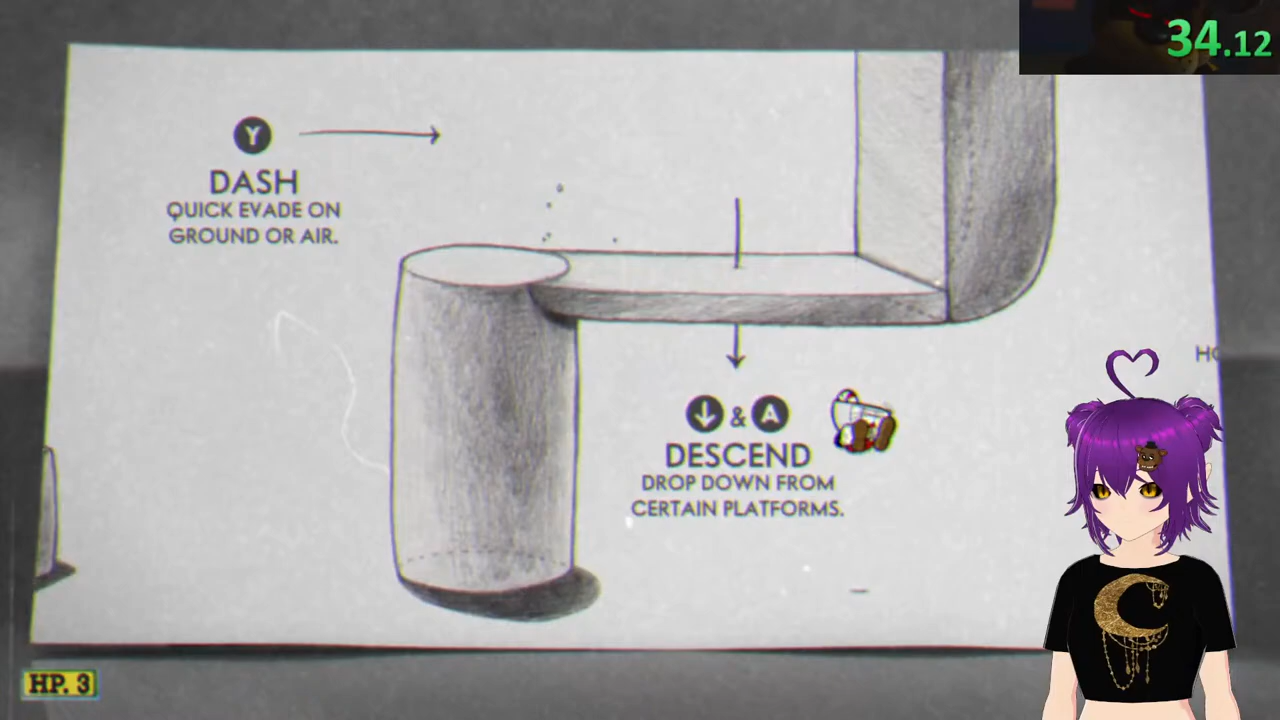 34.12
Y
DASH
QUICK EVADE ON
GROUND OR AIR.
& A
DESCEND
DROP DOWN FROM
CERTAIN PLATFORMS.
HP. 3